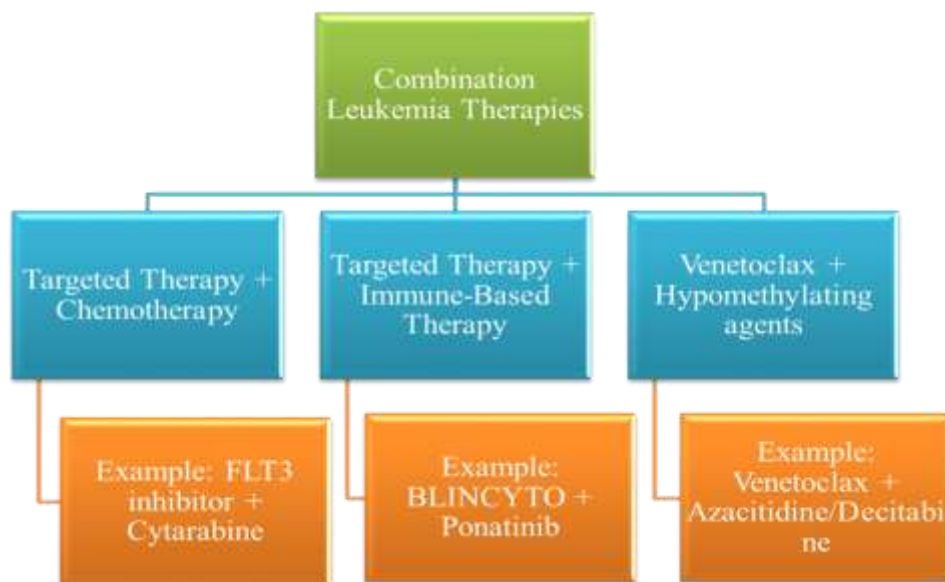 Combination
Leukemia Therapies
Targeted Therapy +
Chemotherapy
Targeted Therapy +
Immune-Based
Therapy
Venetoclax +
Hypomethylating
agents
Example: FLT3
inhibitor +
Cytarabine
Example:
BLINCYTO +
Ponatinib
Example:
Venetoclax +
Azacitidine/Decitabi
ne